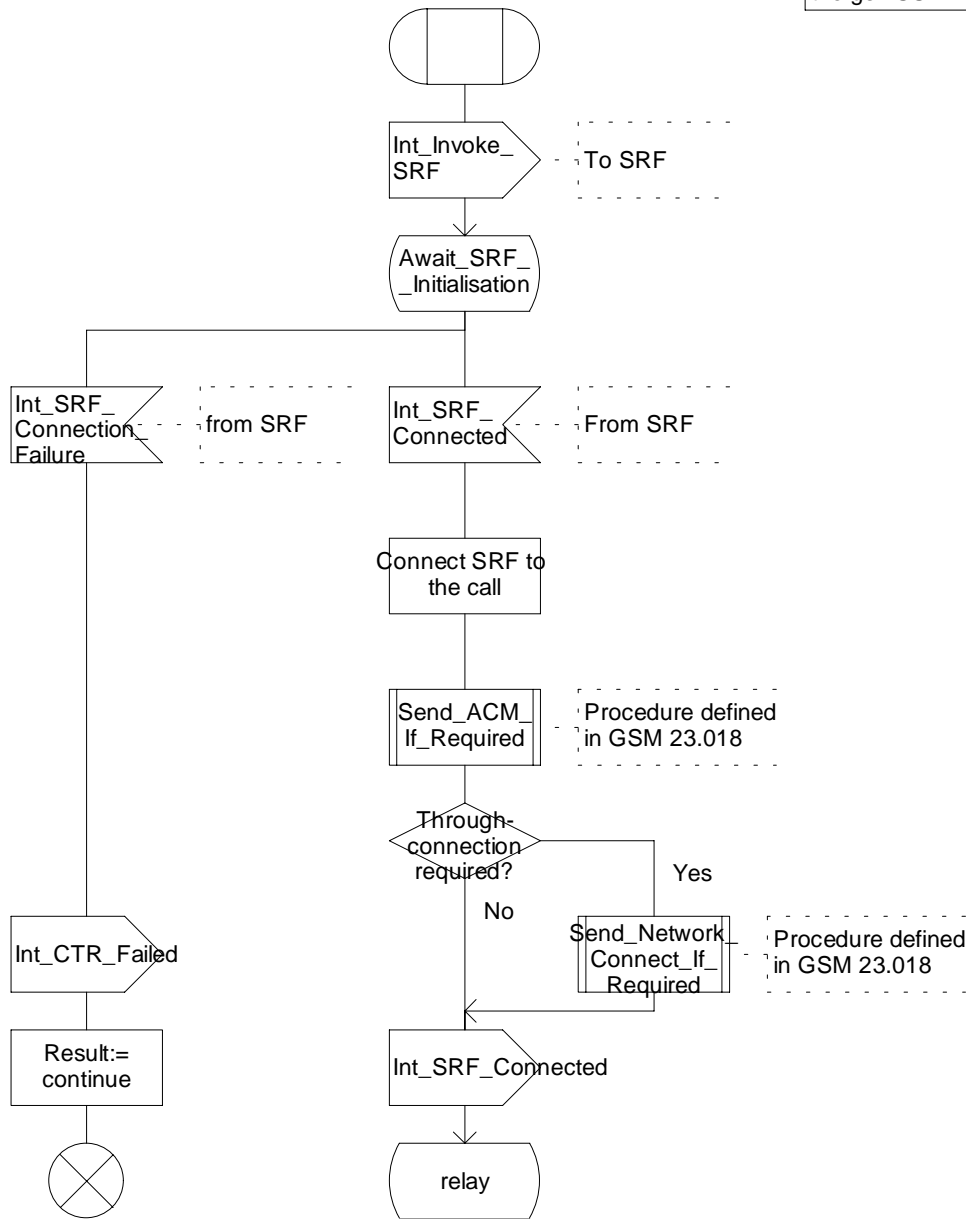 Int_Invoke_
SRF
To SRF
Await_SRF_
_Initialisation
Int_SRF_
Connection_
Failure
from SRF
Int_SRF_
Connected
From SRF
Connect SRF to
the call
Send_ACM_
If_Required
Procedure defined
in GSM 23.018
Through-
connection
required?
Yes
No
Send_Network_
Connect_If_
Required
Procedure defined
in GSM 23.018
Int_CTR_Failed
Result:=
continue
Int_SRF_Connected
relay